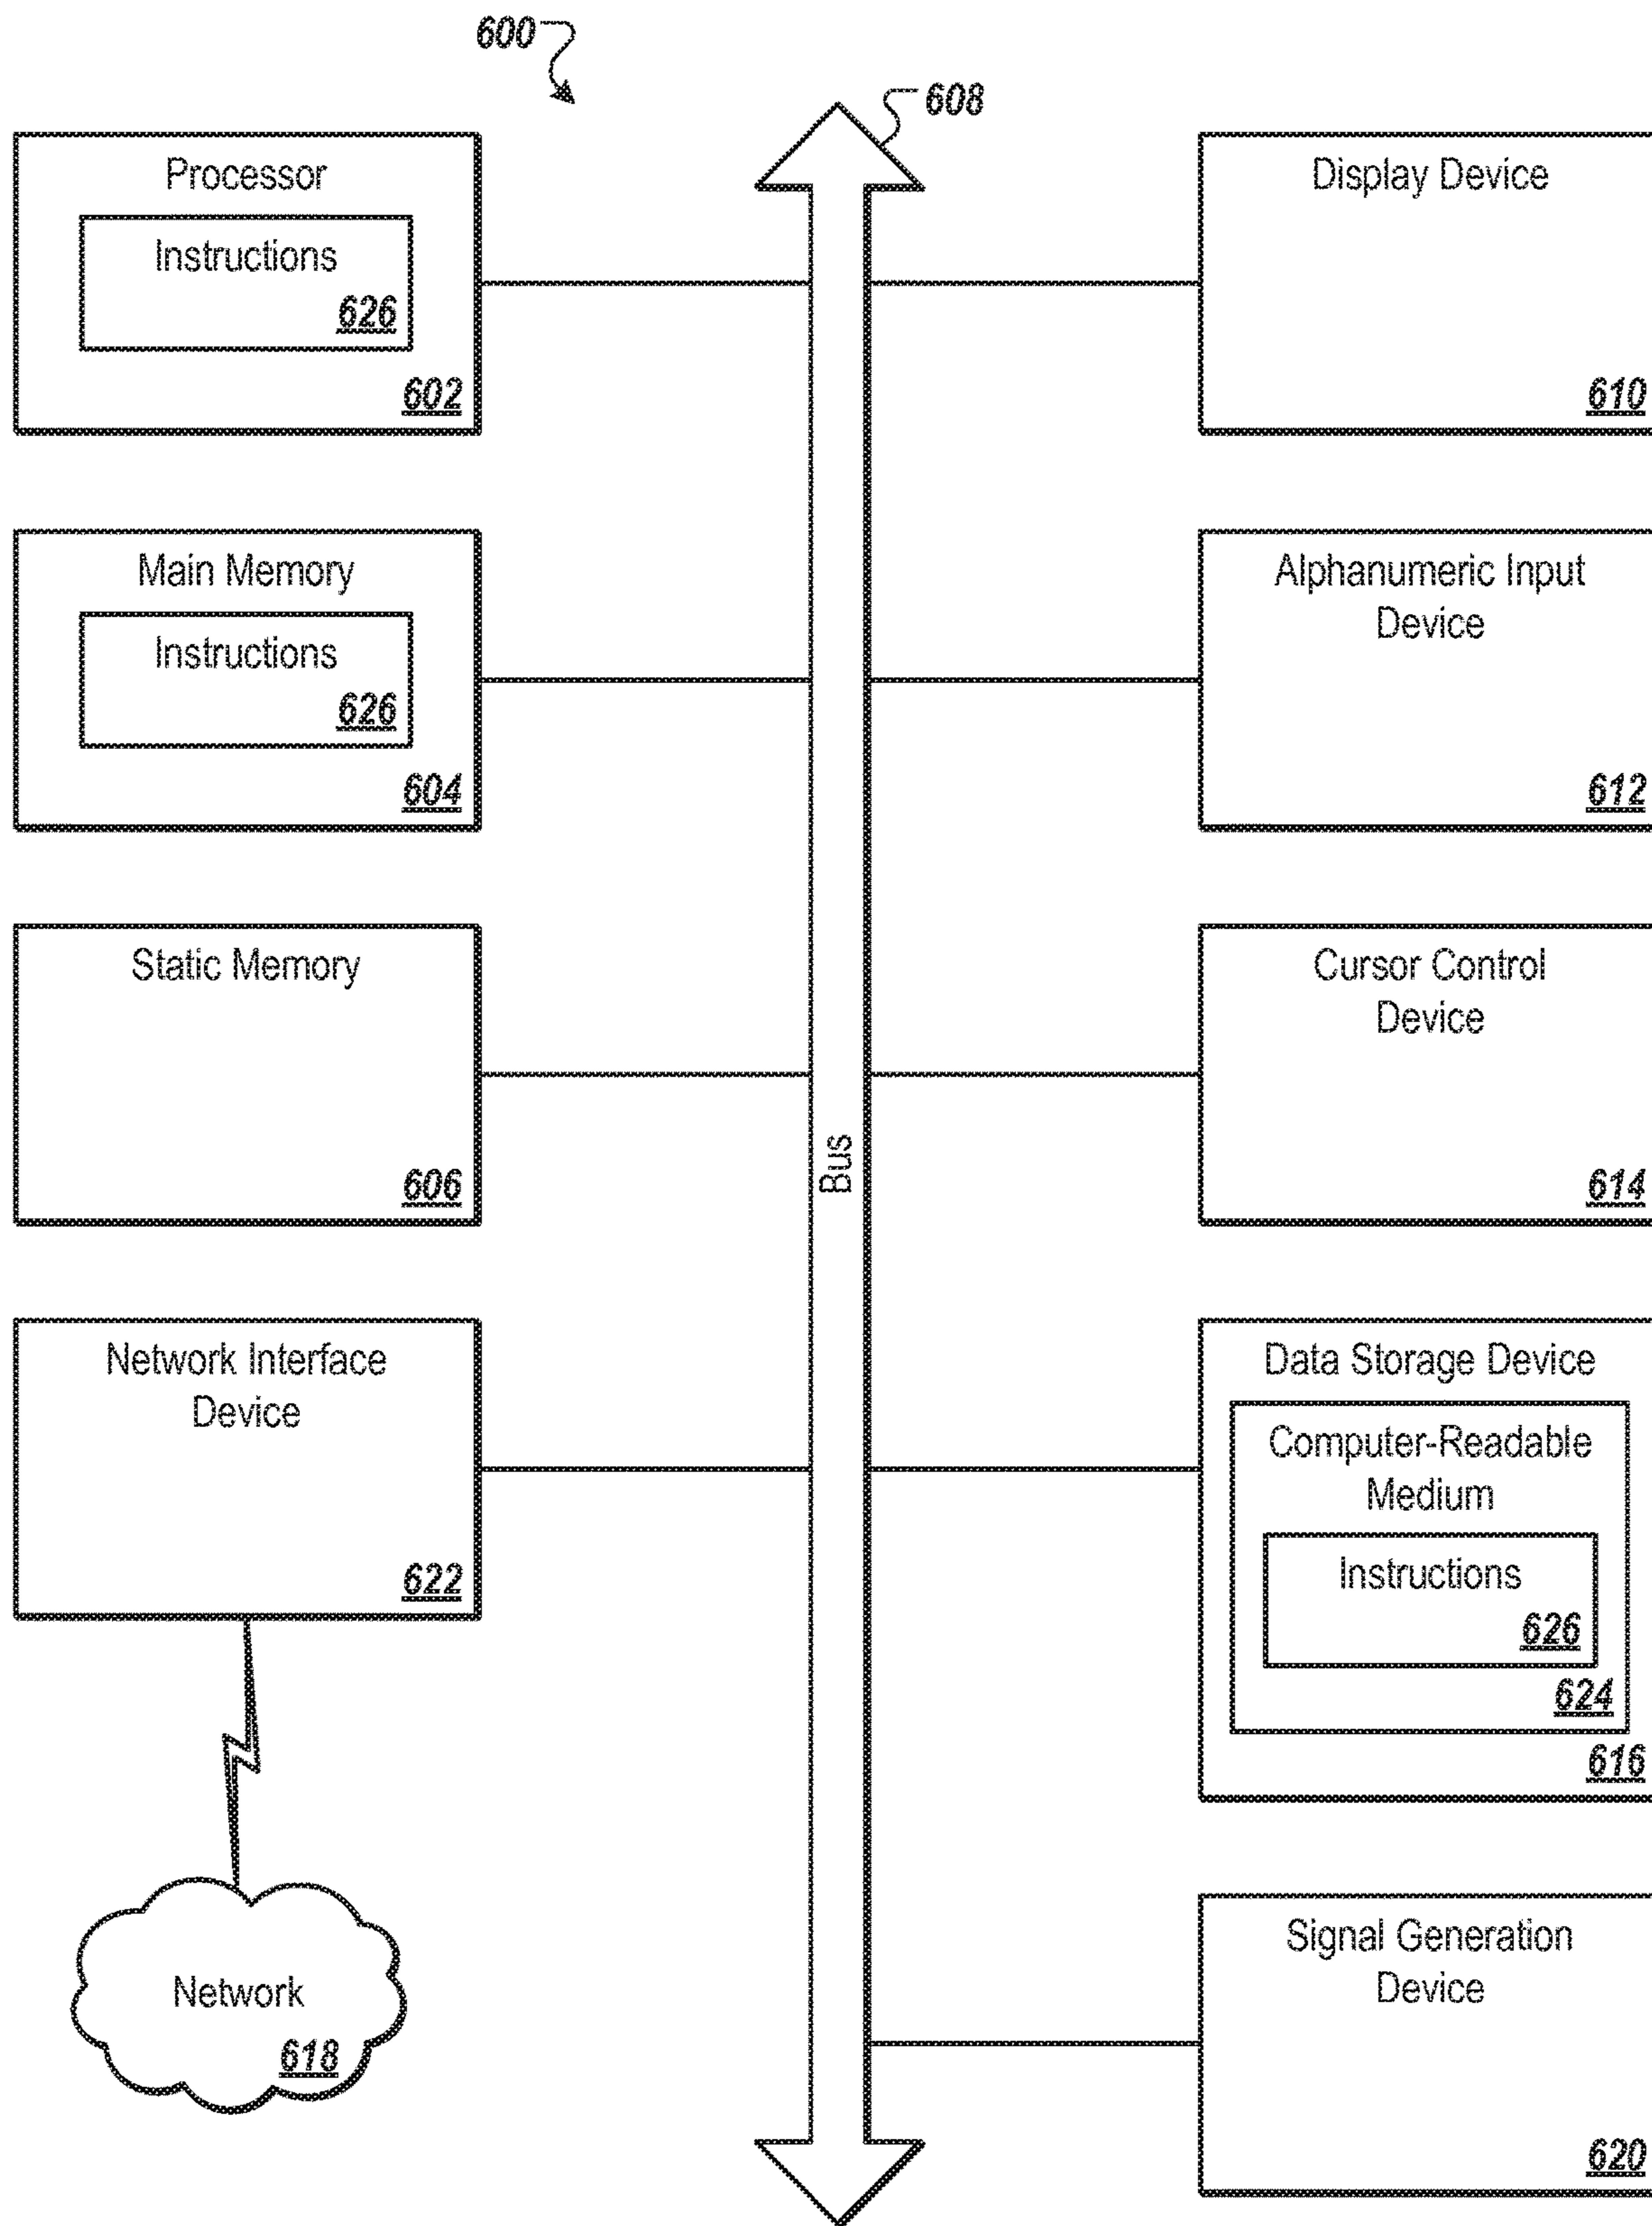 600
608
Processor
Instructions
626
602
Main Memory
Instructions
626
604
Static Memory
606
Network Interface
Device
622
Network
618
Bus
Display Device
610
Alphanumeric Input
Device
612
Cursor Control
Device
614
Data Storage Device
Computer-Readable
Medium
Instructions
626
624
616
Signal Generation
Device
620